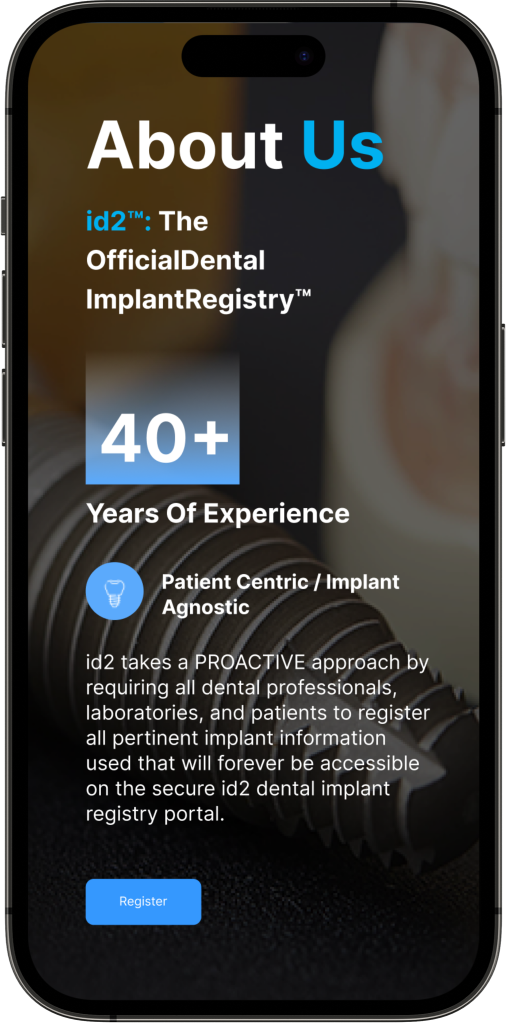 About Us
id2™: The
OfficialDental
ImplantRegistry™
40+
Years Of Experience
Patient Centric / Implant
Agnostic
id2 takes a PROACTIVE approach by
requiring all dental professionals,
laboratories, and patients to register
all pertinent implant information
used that will forever be accessible
on the secure id2 dental implant
registry portal.
Register